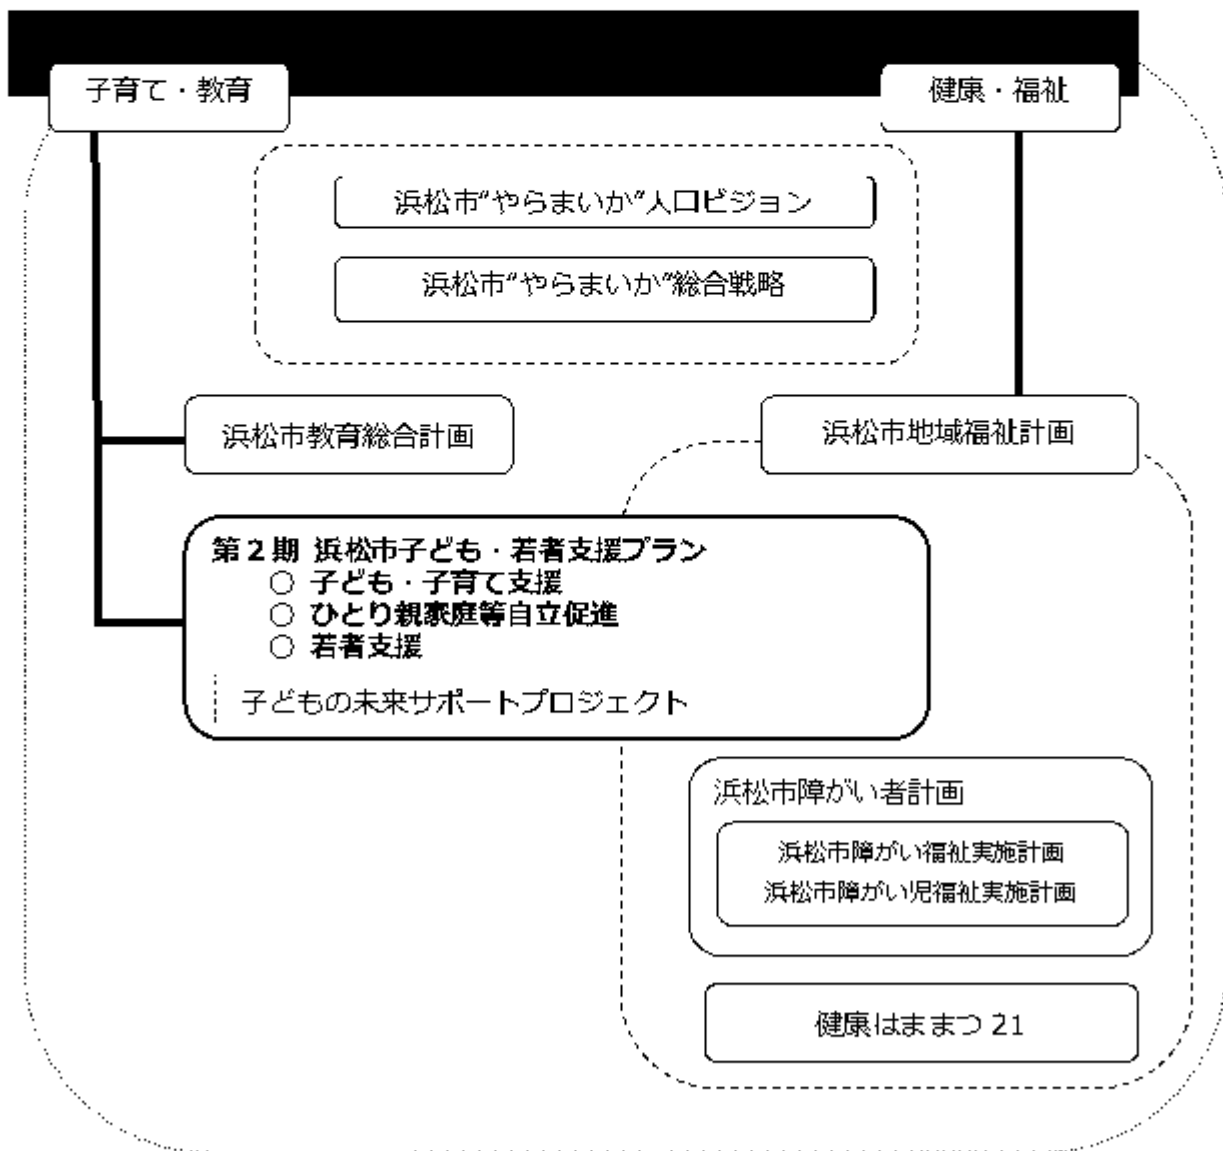 子育て・教育
健康・福祉
浜松市“やらまいか”人口ビジョン
浜松市“やらまいか”総合戦略
浜松市教育総合計画
浜松市地域福祉計画
第2期 浜松市子ども・若者支援プラン
○ 子ども・子育て支援
○ ひとり親家庭等自立促進
○ 若者支援
子どもの未来サポートプロジェクト
浜松市障がい者計画
浜松市障がい福祉実施計画
浜松市障がい児福祉実施計画
健康はままつ 21